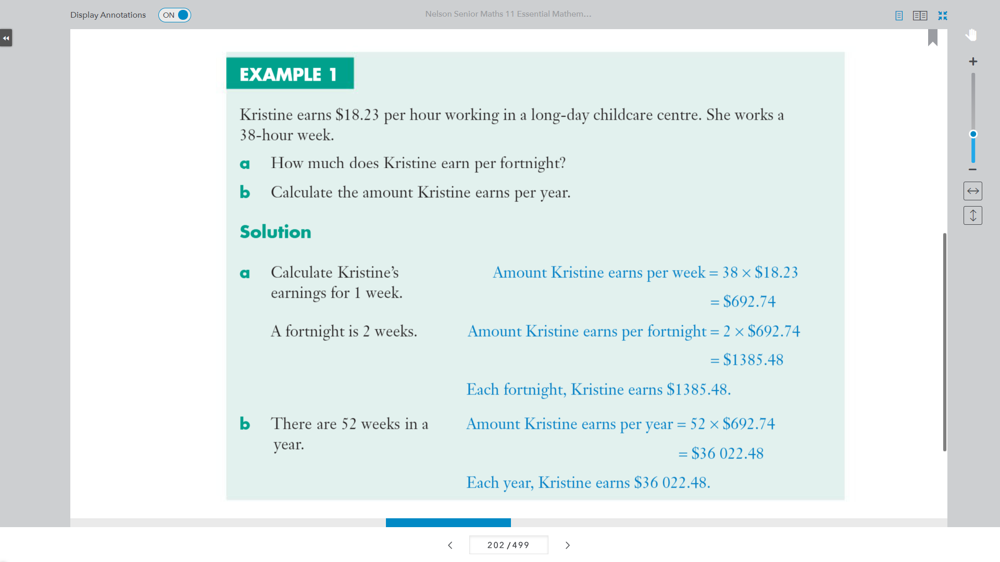 Display Annotations ON
Nelson Senior Maths 11 Essential Mathem...
EXAMPLE 1
Kristine earns $18.23 per hour working in a long-day childcare centre. She works a
38-hour week.
a How much does Kristine earn per fortnight?
b Calculate the amount Kristine earns per year.
Solution
a Calculate Kristine's
earnings for 1 week.
Amount Kristine earns per week = 38 × $18.23
= $692.74
A fortnight is 2 weeks.
Amount Kristine earns per fortnight = 2 × $692.74
= $1385.48
Each fortnight, Kristine earns $1385.48.
b There are 52 weeks in a
year.
Amount Kristine earns per year = 52 × $692.74
= $36 022.48
Each year, Kristine earns $36 022.48.
202 /499